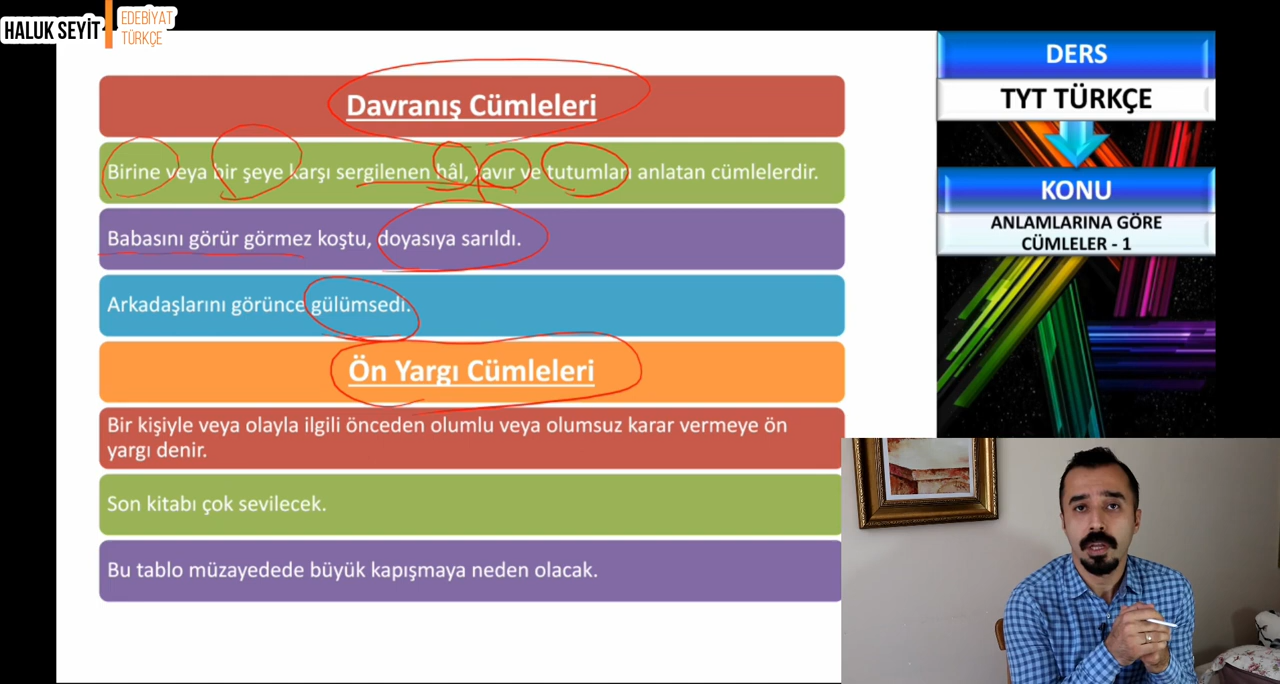 HALUK SEYİT
EDEBİYAT
TÜRKÇE
Davranış Cümleleri
Birine veya bir şeye karşı sergilenen hâl, tavır ve tutumları anlatan cümlelerdir.
Babasını görür görmez koştu, doyasıya sarıldı.
Arkadaşlarını görünce gülümsedi.
Ön Yargı Cümleleri
Bir kişiyle veya olayla ilgili önceden olumlu veya olumsuz karar vermeye ön
yargı denir.
Son kitabı çok sevilecek.
Bu tablo müzayedede büyük kapışmaya neden olacak.
DERS
TYT TÜRKÇE
KONU
ANLAMLARINA GÖRE
CÜMLELER - 1